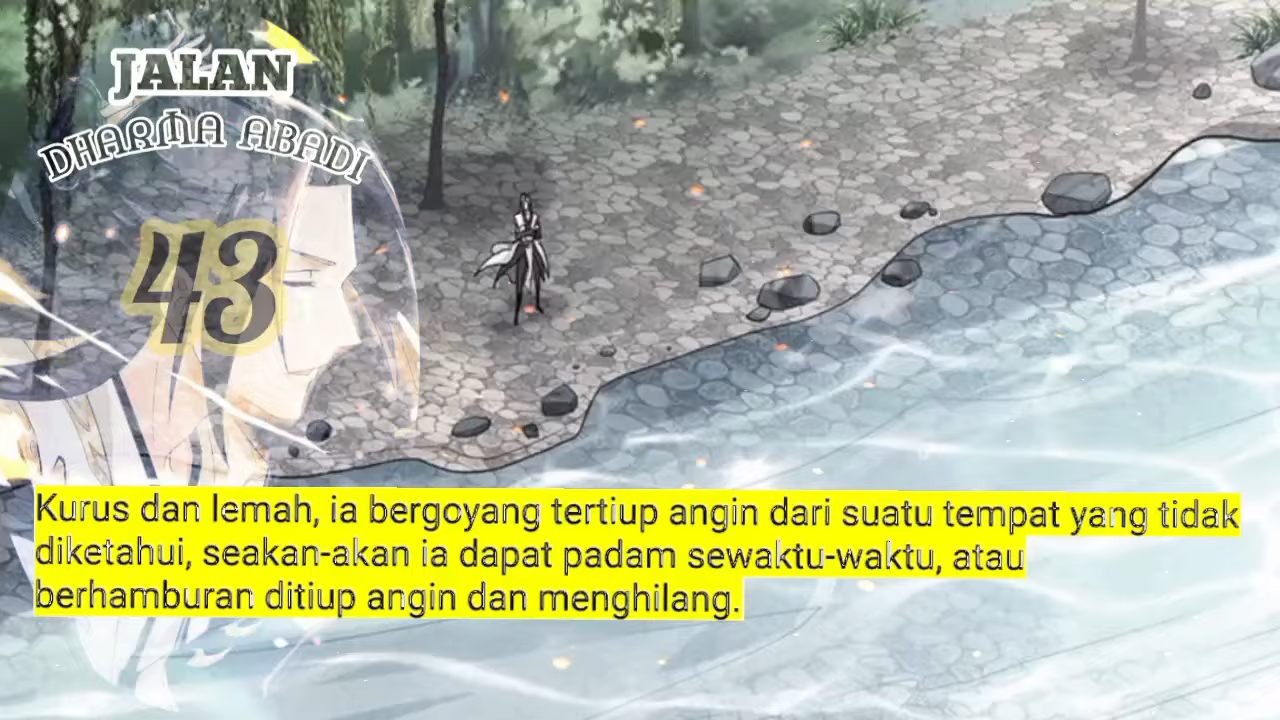 JALAN
DHARMA ABADI
43
Kurus dan lemah, ia bergoyang tertiup angin dari suatu tempat yang tidak
diketahui, seakan-akan ia dapat padam sewaktu-waktu, atau
berhamburan ditiup angin dan menghilang.